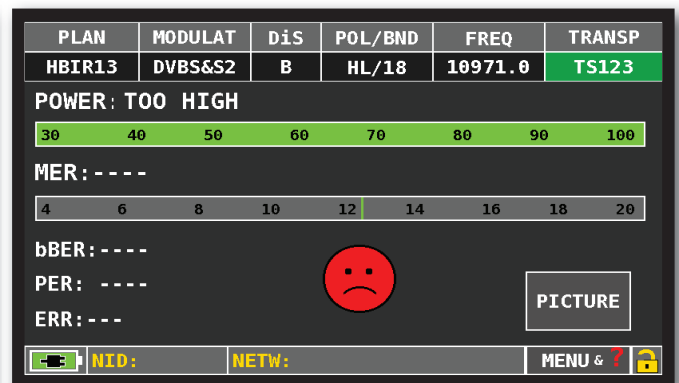 PLAN MODULAT DiS POL/BND FREQ TRANSP
HBIR13 DVBS&S2 B HL/18 10971.0 TS123
POWER: TOO HIGH
30 40 50 60 70 80 90 100
MER:----
4 6 8 10 12 14 16 18 20
bBER:----
PER: ----
PICTURE
ERR:---
NID: NETW: MENU & ?